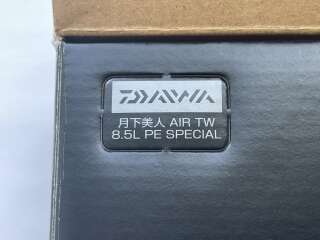 DAIWA
月下美人 AIR TW
8.5L PE SPECIAL